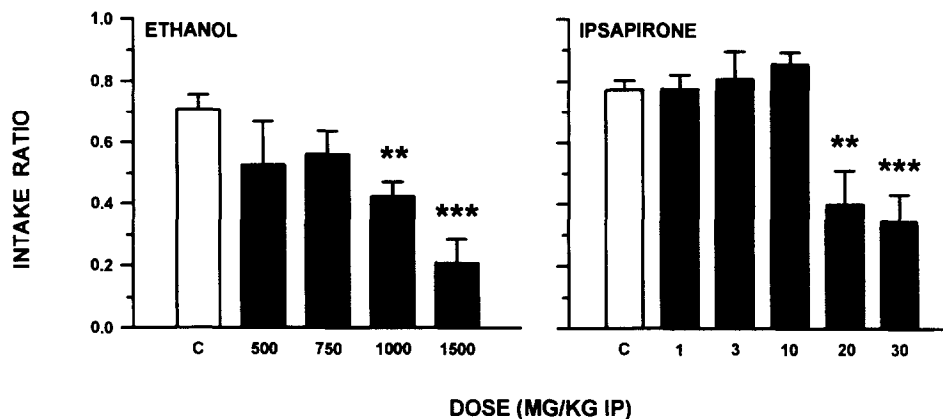 ETHANOL
IPSAPIRONE
INTAKE RATIO
1.0
0.8
0.6
0.4
0.2
0.0
**
***
**
***
C 500 750 1000 1500
C 1 3 10 20 30
DOSE (MG/KG IP)